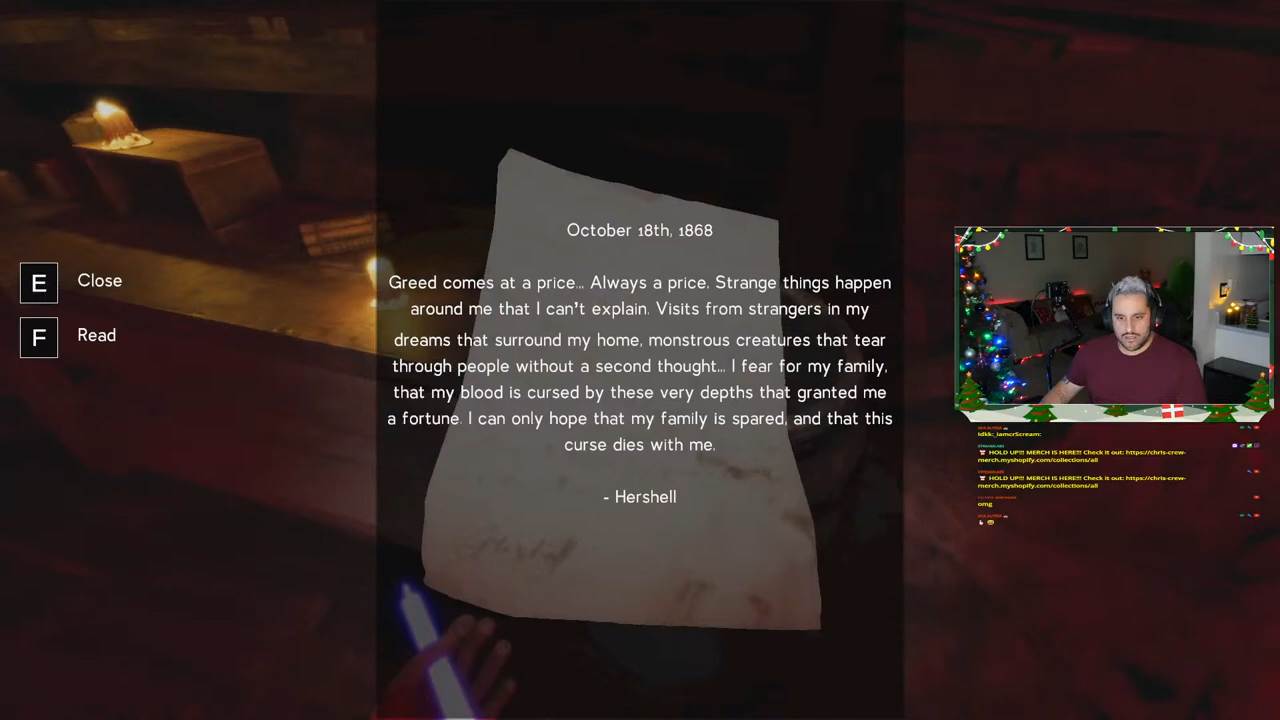 October 18th, 1868
Greed comes at a price... Always a price. Strange things happen
around me that I can't explain. Visits from strangers in my
dreams that surround my home, monstrous creatures that tear
through people without a second thought... I fear for my family,
that my blood is cursed by these very depths that granted me
a fortune. I can only hope that my family is spared, and that this
curse dies with me.
- Hershell
E Close
F Read
HOLD UP!!! MERCH IS HERE!!! Check it out: https://chris-crew-
merch.myshopify.com/collections/all
HOLD UP!!! MERCH IS HERE!!! Check it out: https://chris-crew-
merch.myshopify.com/collections/all
omg